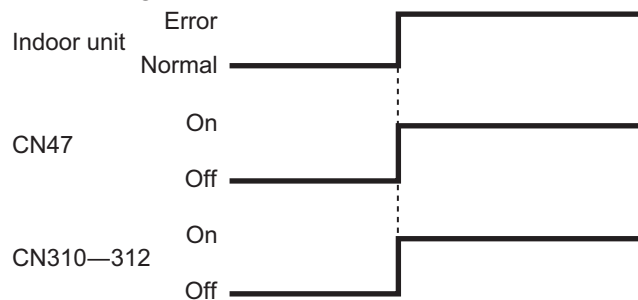 Error
Indoor unit
Normal
On
CN47
Off
On
CN310—312
Off